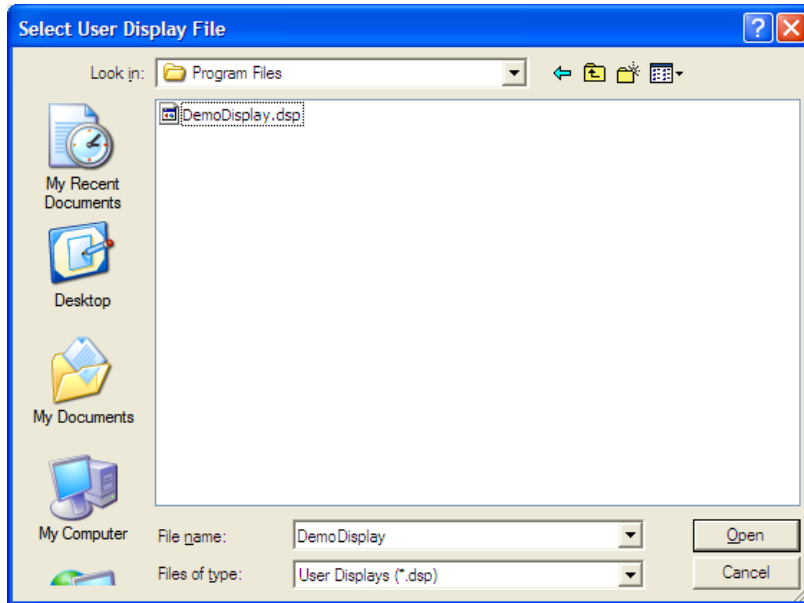 Select User Display File
Look in: Program Files
DemoDisplay.dsp
My Recent
Documents
Desktop
My Documents
My Computer
File name: DemoDisplay Open
Files of type: User Displays (*.dsp) Cancel